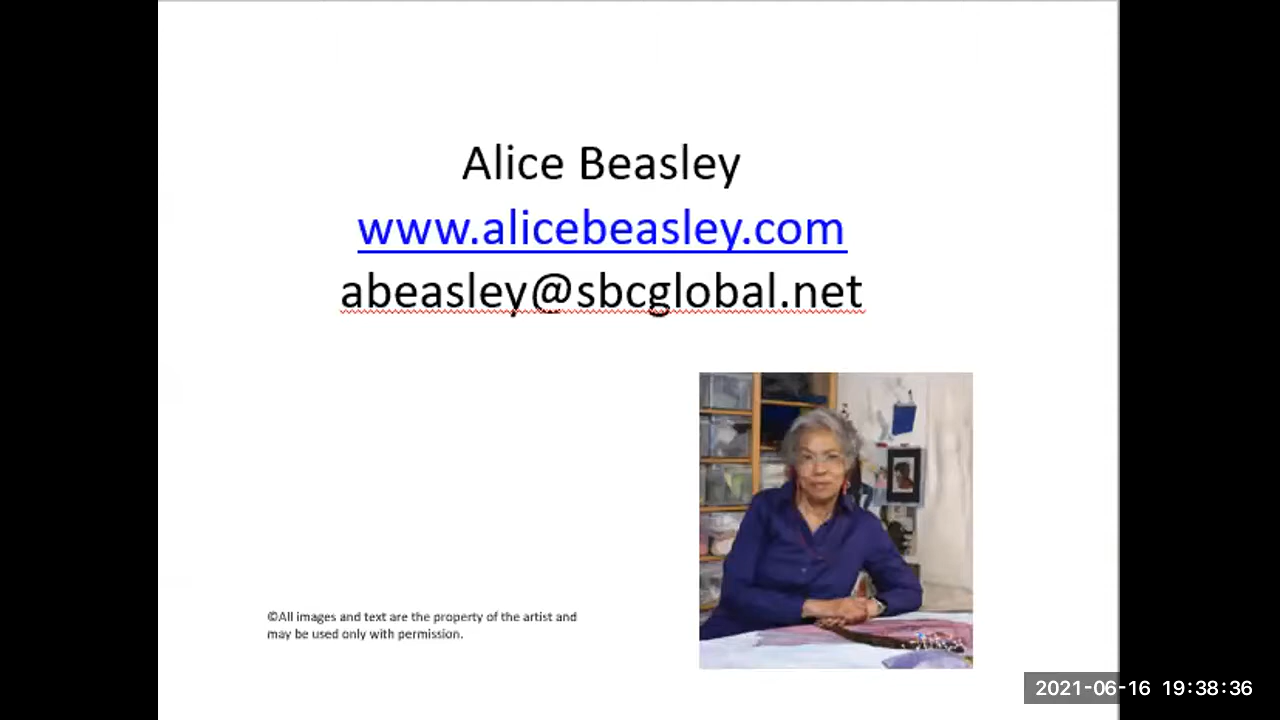 Alice Beasley
www.alicebeasley.com
abeasley@sbcglobal.net
©All images and text are the property of the artist and
may be used only with permission.
2021-06-16 19:38:36